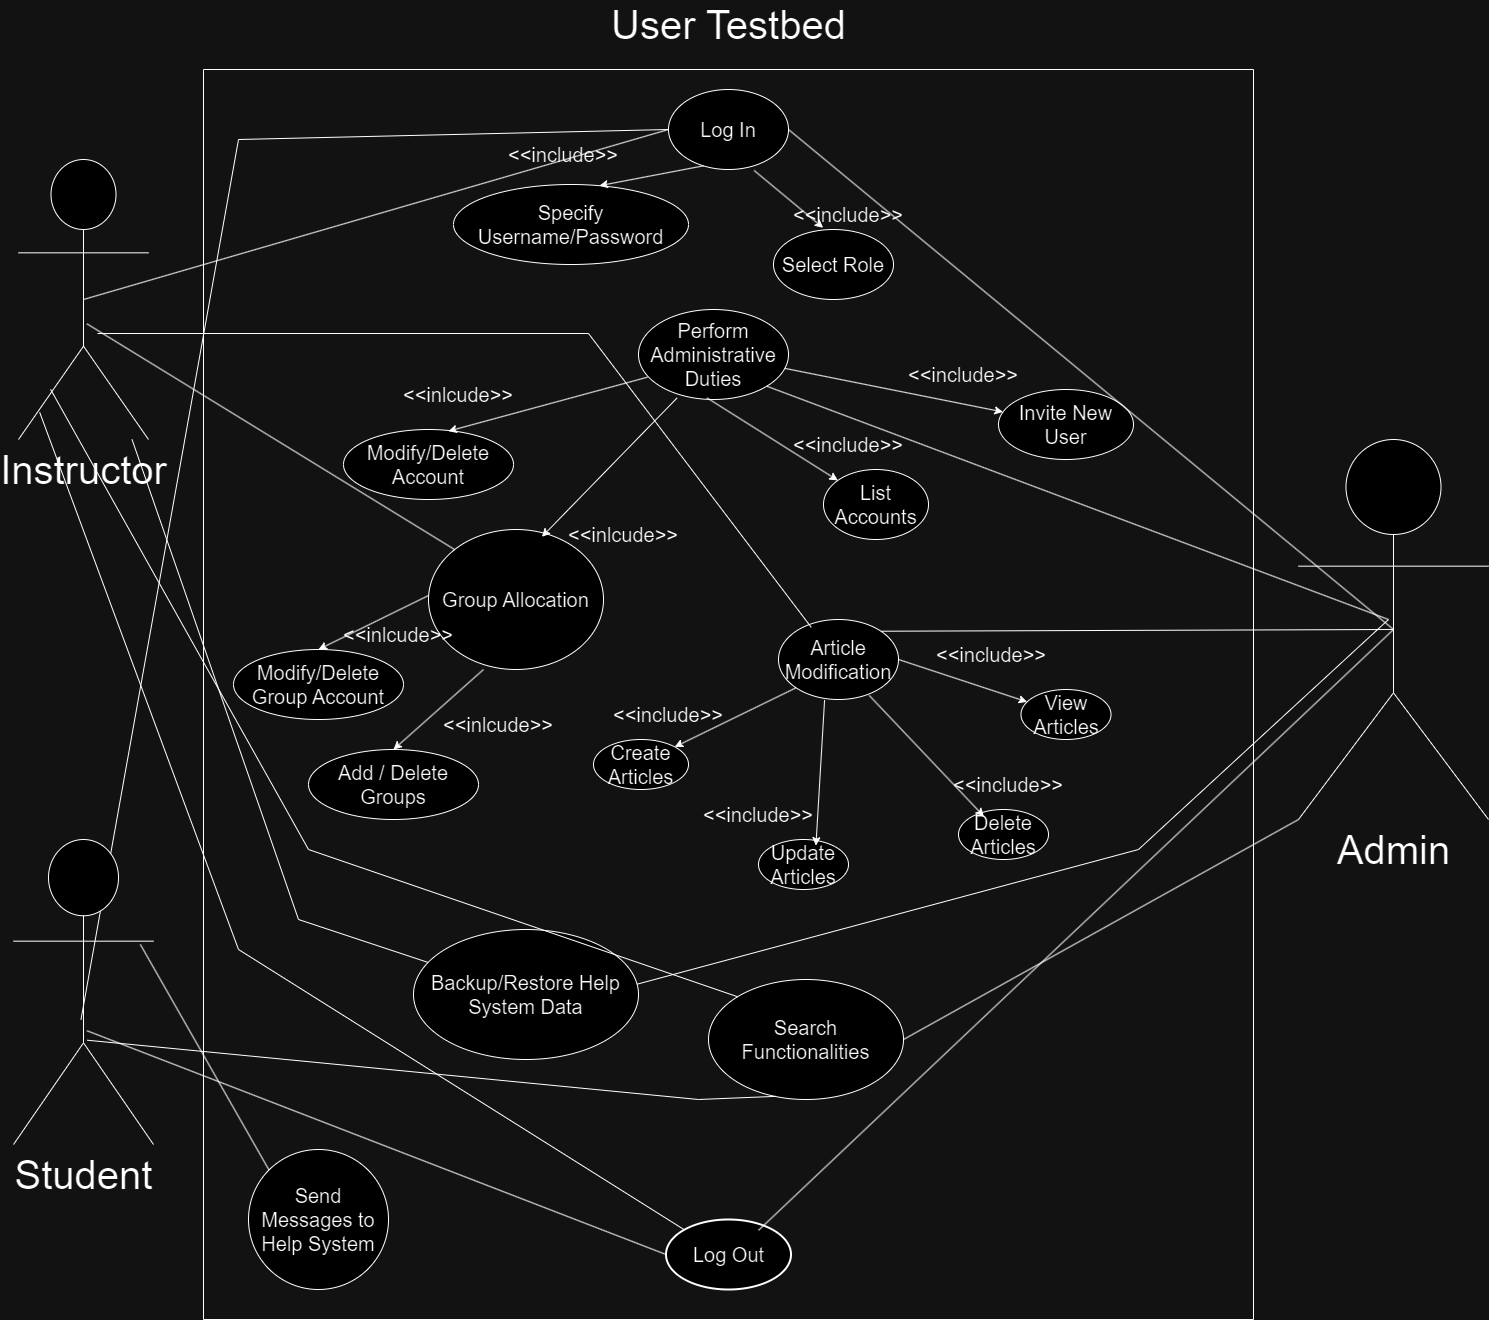 User Testbed
Log In
<<include>>
Specify
Username/Password
<<include>>
Select Role
Perform
Administrative
Duties
<<include>>
<<inlcude>>
Invite New
User
<<include>>
Modify/Delete
Account
Instructor
List
Accounts
<<inlcude>>
Group Allocation
<<inlcude>>
Article
Modification
<<include>>
Modify/Delete
Group Account
View
Articles
<<include>>
<<inlcude>>
Create
Articles
Add / Delete
Groups
<<include>>
<<include>>
Delete
Articles
Update
Articles
Admin
Backup/Restore Help
System Data
Search
Functionalities
Student
Send
Messages to
Help System
Log Out